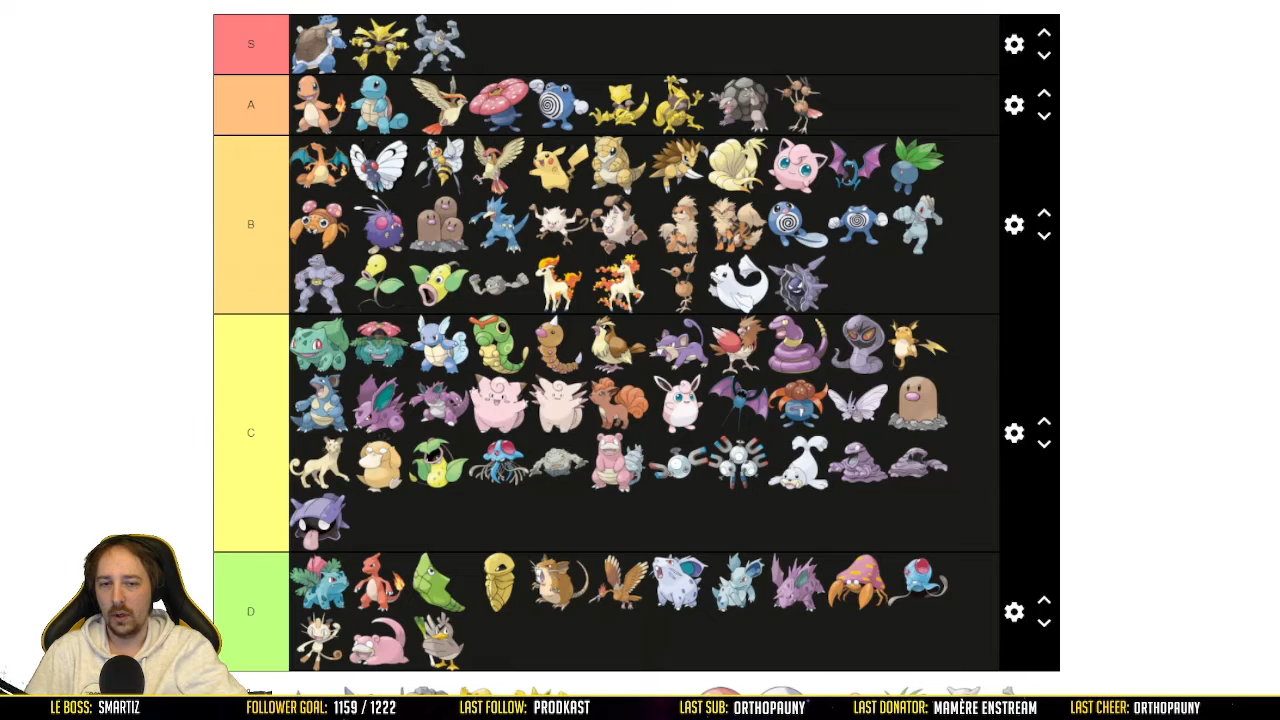 S
A
B
C
D
LE BOSS: SMARTIZ
FOLLOWER GOAL: 1159 / 1222
LAST FOLLOW: PRODKAST
LAST SUB: ORTHOPAUNY
LAST DONATOR: MAMÈRE ENSTREAM
LAST CHEER: ORTHOPAUNY